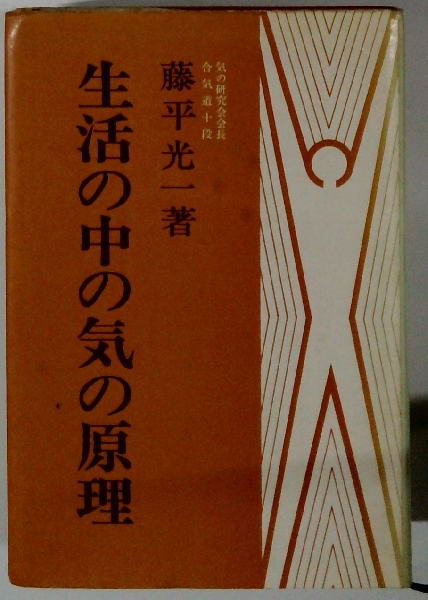 気の研究会会長
合気道十段
藤平光一著
生活の中の気の原理